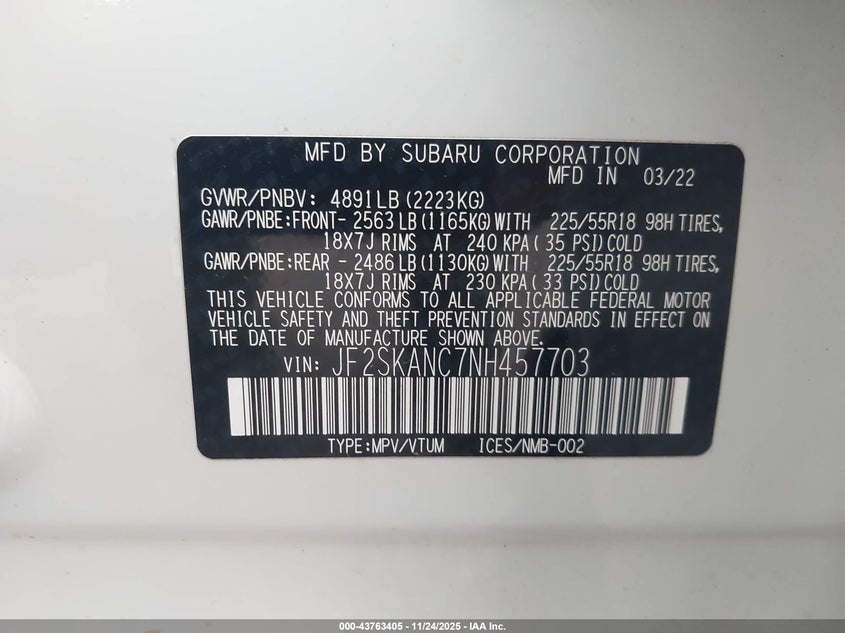 MFD BY SUBARU CORPORATION
MFD IN 03/22
GVWR/PNBV: 4891LB (2223KG)
GAWR/PNBE:FRONT- 2563 LB (1165KG) WITH 225/55R18 98H TIRES,
18X7J RIMS AT 240 KPA ( 35 PSI) COLD
GAWR/PNBE:REAR - 2486 LB (1130KG) WITH 225/55R18 98H TIRES,
18X7J RIMS AT 230 KPA ( 33 PSI) COLD
THIS VEHICLE CONFORMS TO ALL APPLICABLE FEDERAL MOTOR
VEHICLE SAFETY AND THEFT PREVENTION STANDARDS IN EFFECT ON
THE DATE OF MANUFACTURE SHOWN ABOVE.
VIN: JF2SKANC7NH457703
TYPE:MPV/VTUM ICES/NMB-002
000-43763405 - 11/24/2025 - IAA Inc.